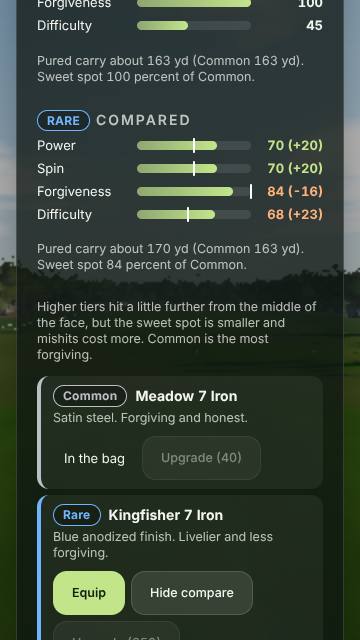 Forgiveness 100
Difficulty 45
Pured carry about 163 yd (Common 163 yd).
Sweet spot 100 percent of Common.
RARE COMPARED
Power 70 (+20)
Spin 70 (+20)
Forgiveness 84 (-16)
Difficulty 68 (+23)
Pured carry about 170 yd (Common 163 yd).
Sweet spot 84 percent of Common.
Higher tiers hit a little further from the middle of
the face, but the sweet spot is smaller and
mishits cost more. Common is the most
forgiving.
Common Meadow 7 Iron
Satin steel. Forgiving and honest.
In the bag Upgrade (40)
Rare Kingfisher 7 Iron
Blue anodized finish. Livelier and less
forgiving.
Equip Hide compare